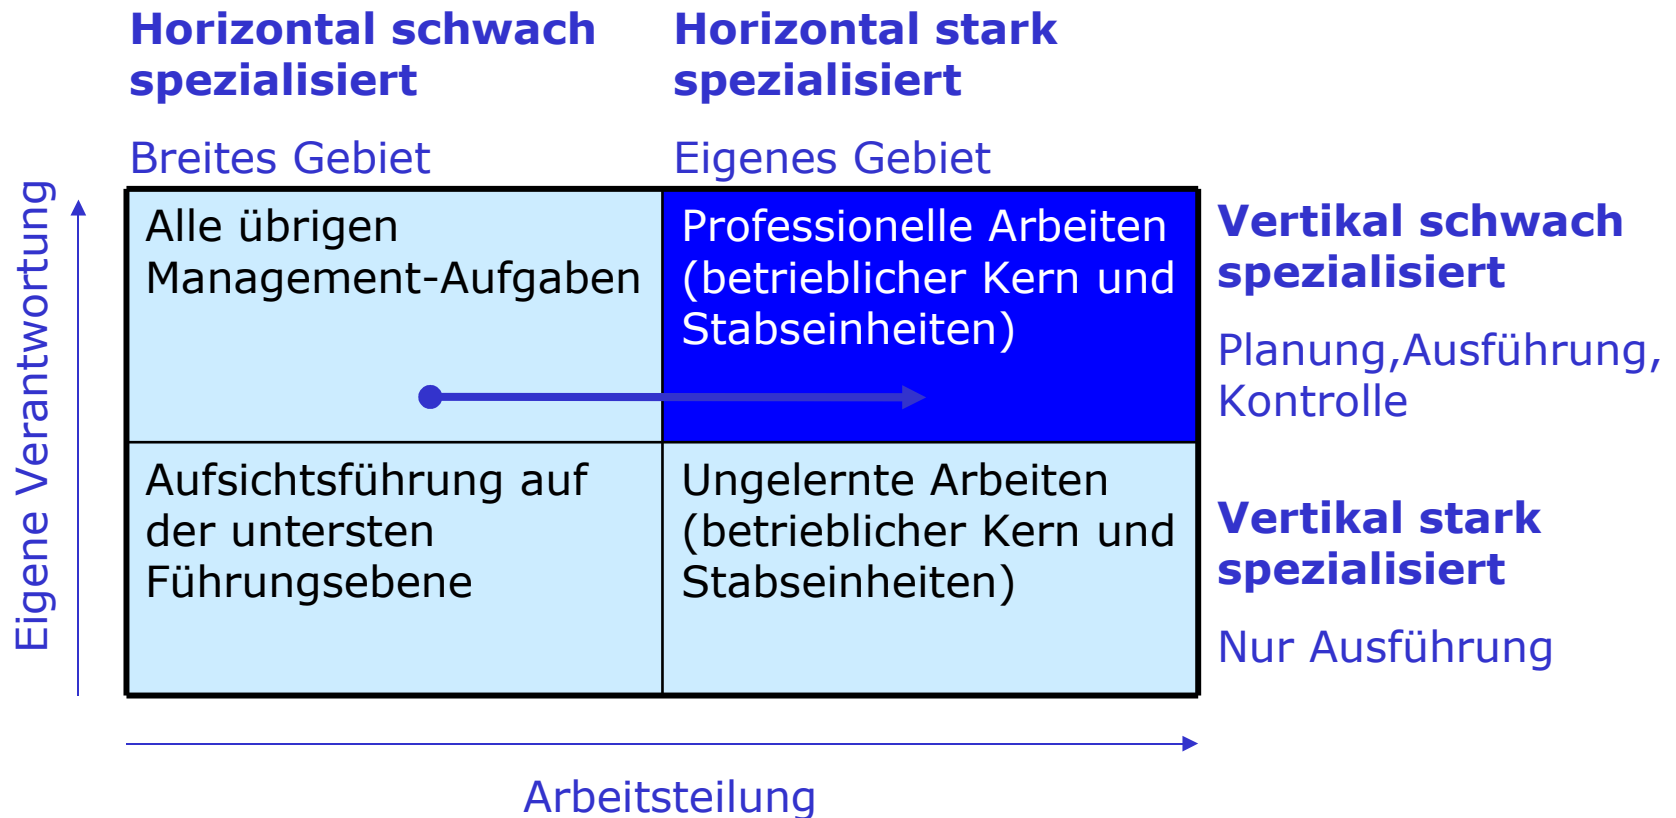 Horizontal schwach
spezialisiert
Breites Gebiet
Horizontal stark
spezialisiert
Eigenes Gebiet
Eigene Verantwortung
Alle übrigen
Management-Aufgaben
Professionelle Arbeiten
(betrieblicher Kern und
Stabseinheiten)
Vertikal schwach
spezialisiert
Planung,Ausführung,
Kontrolle
Aufsichtsführung auf
der untersten
Führungsebene
Ungelernte Arbeiten
(betrieblicher Kern und
Stabseinheiten)
Vertikal stark
spezialisiert
Nur Ausführung
Arbeitsteilung